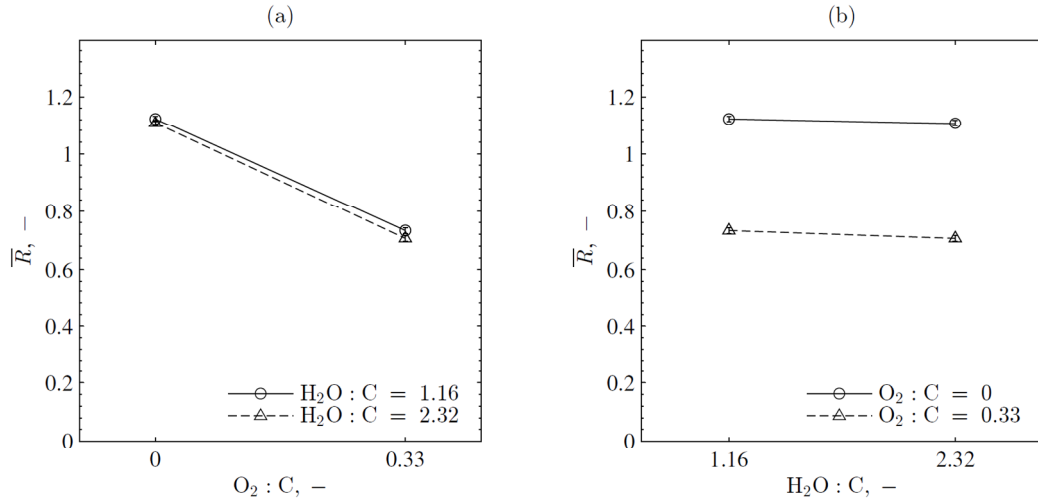 (a)
1.2
1
0.8
0.6
0.4
0.2
0
R̅, −
H₂O : C = 1.16
H₂O : C = 2.32
0
0.33
O₂ : C, −
(b)
1.2
1
0.8
0.6
0.4
0.2
0
R̅, −
O₂ : C = 0
O₂ : C = 0.33
1.16
2.32
H₂O : C, −